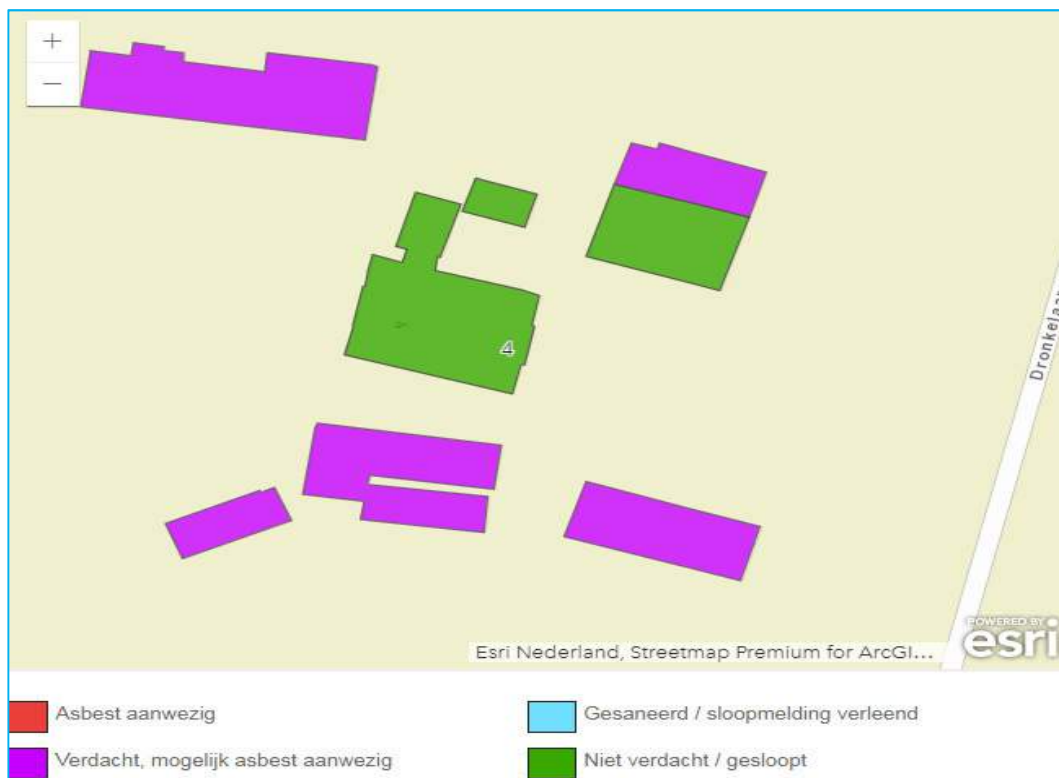 +
−
4
Dronkelaar
POWERED BY
esri
Esri Nederland, Streetmap Premium for ArcGI...
Asbest aanwezig
Gesaneerd / sloopmelding verleend
Verdacht, mogelijk asbest aanwezig
Niet verdacht / gesloopt